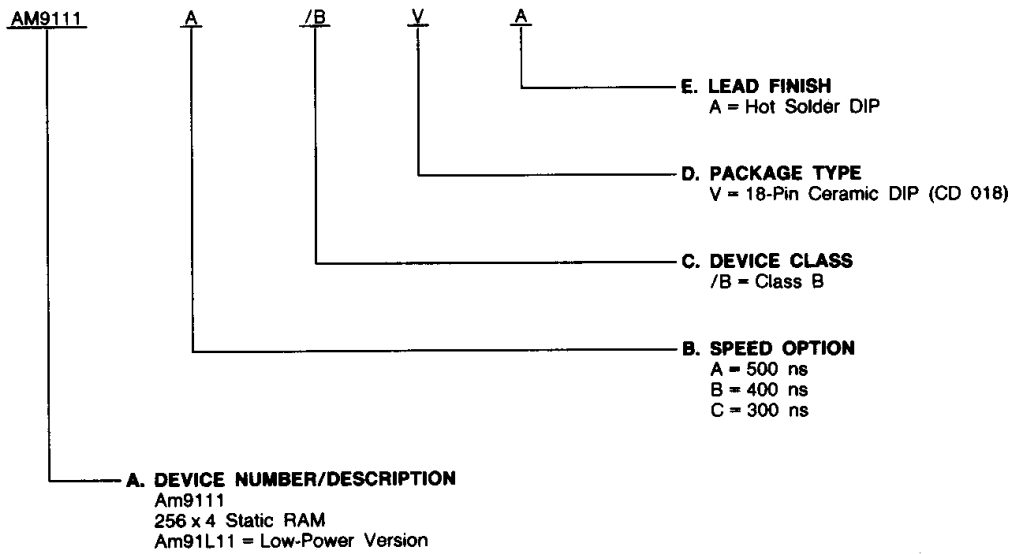 AM9111 A /B V A
E. LEAD FINISH
A = Hot Solder DIP
D. PACKAGE TYPE
V = 18-Pin Ceramic DIP (CD 018)
C. DEVICE CLASS
/B = Class B
B. SPEED OPTION
A = 500 ns
B = 400 ns
C = 300 ns
A. DEVICE NUMBER/DESCRIPTION
Am9111
256 x 4 Static RAM
Am91L11 = Low-Power Version